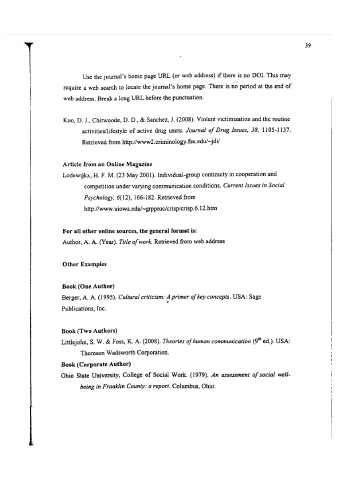 39
Use the journal's home page URL (or web address) if there is no DOI. This may
require a web search to locate the journal's home page. There is no period at the end of
web address. Break a long URL before the punctuation.
Koo, D. J., Chitwoode, D. D., & Sanchez, J. (2008). Violent victimization and the routine
activities/lifestyle of active drug users. Journal of Drug Issues, 38, 1105-1137.
Retrieved from http://www2.criminology.fsu.edu/~jdi/
Article from an Online Magazine
Lodewijkx, H. F. M. (23 May 2001). Individual-group continuity in cooperation and
competition under varying communication conditions. Current Issues in Social
Psychology, 6(12), 166-182. Retrieved from
http://www.uiowa.edu/~grpproc/crisp/crisp.6.12.htm
For all other online sources, the general format is:
Author, A. A. (Year). Title of work. Retrieved from web address
Other Examples
Book (One Author)
Berger, A. A. (1995). Cultural criticism: A primer of key concepts. USA: Sage
Publications, Inc.
Book (Two Authors)
Littlejohn, S. W. & Foss, K. A. (2008). Theories of human communication (9th ed.). USA:
Thomson Wadsworth Corporation.
Book (Corporate Author)
Ohio State University, College of Social Work. (1979). An assessment of social well-
being in Franklin County: a report. Columbus, Ohio.